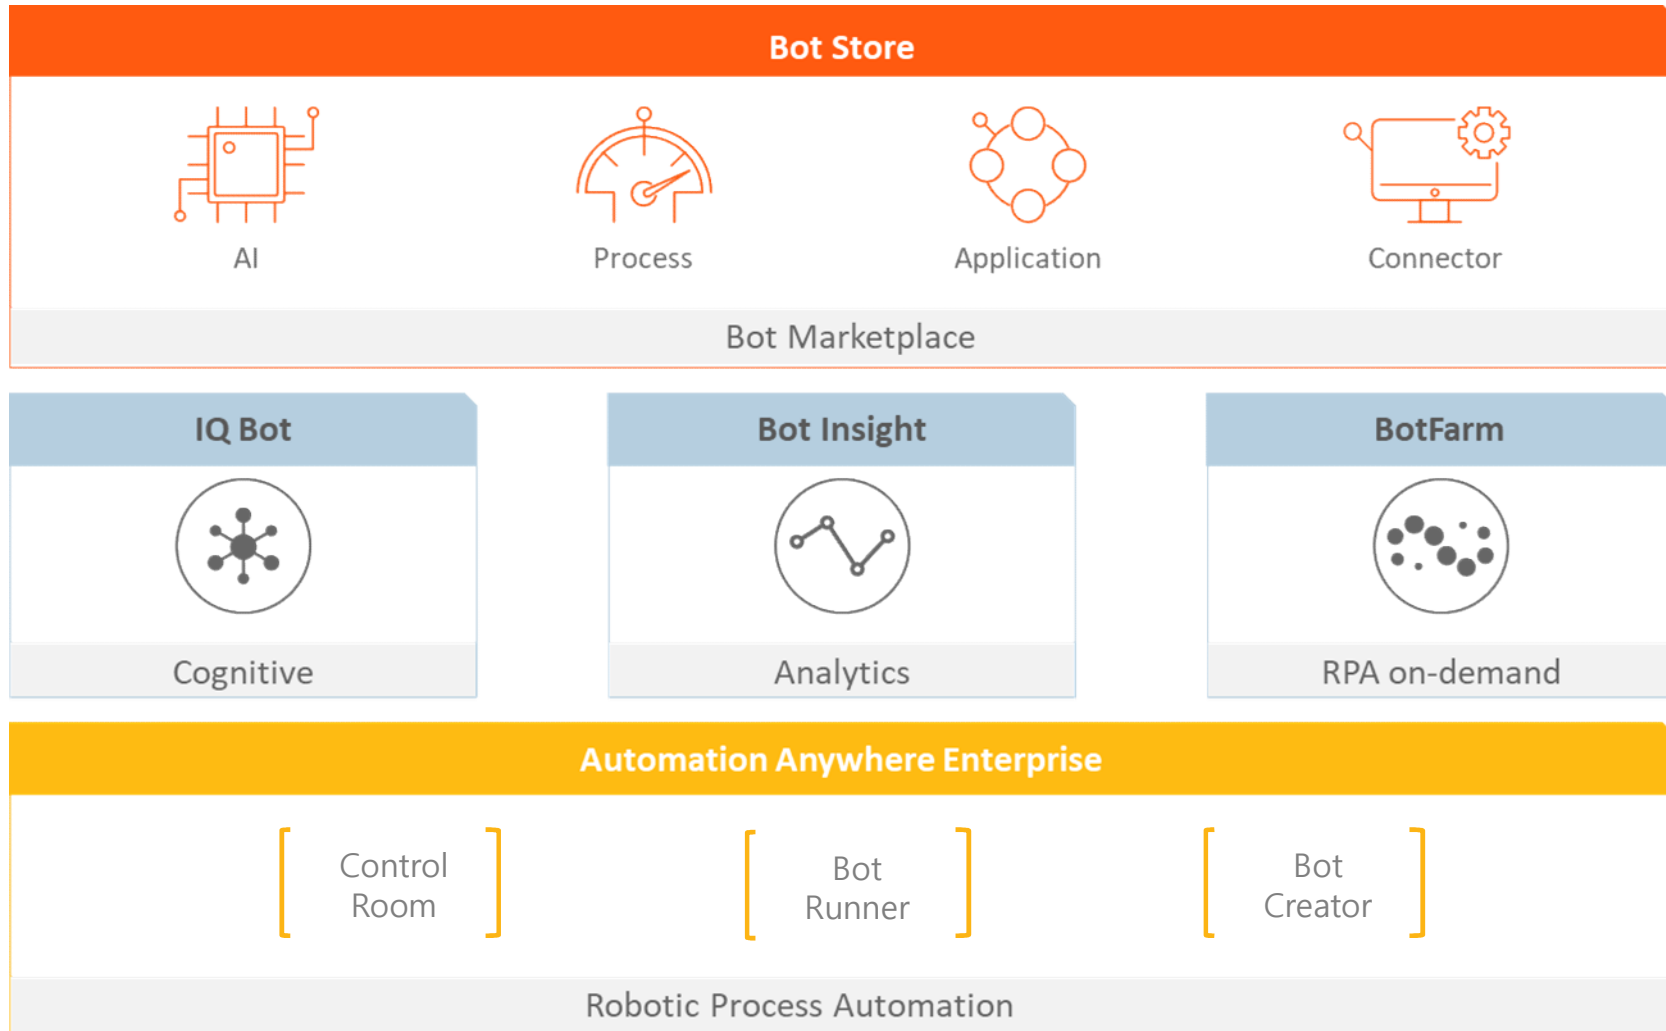 Bot Store
AI
Process
Application
Connector
Bot Marketplace
IQ Bot
Bot Insight
BotFarm
Cognitive
Analytics
RPA on-demand
Automation Anywhere Enterprise
Control
Room
Bot
Runner
Bot
Creator
Robotic Process Automation